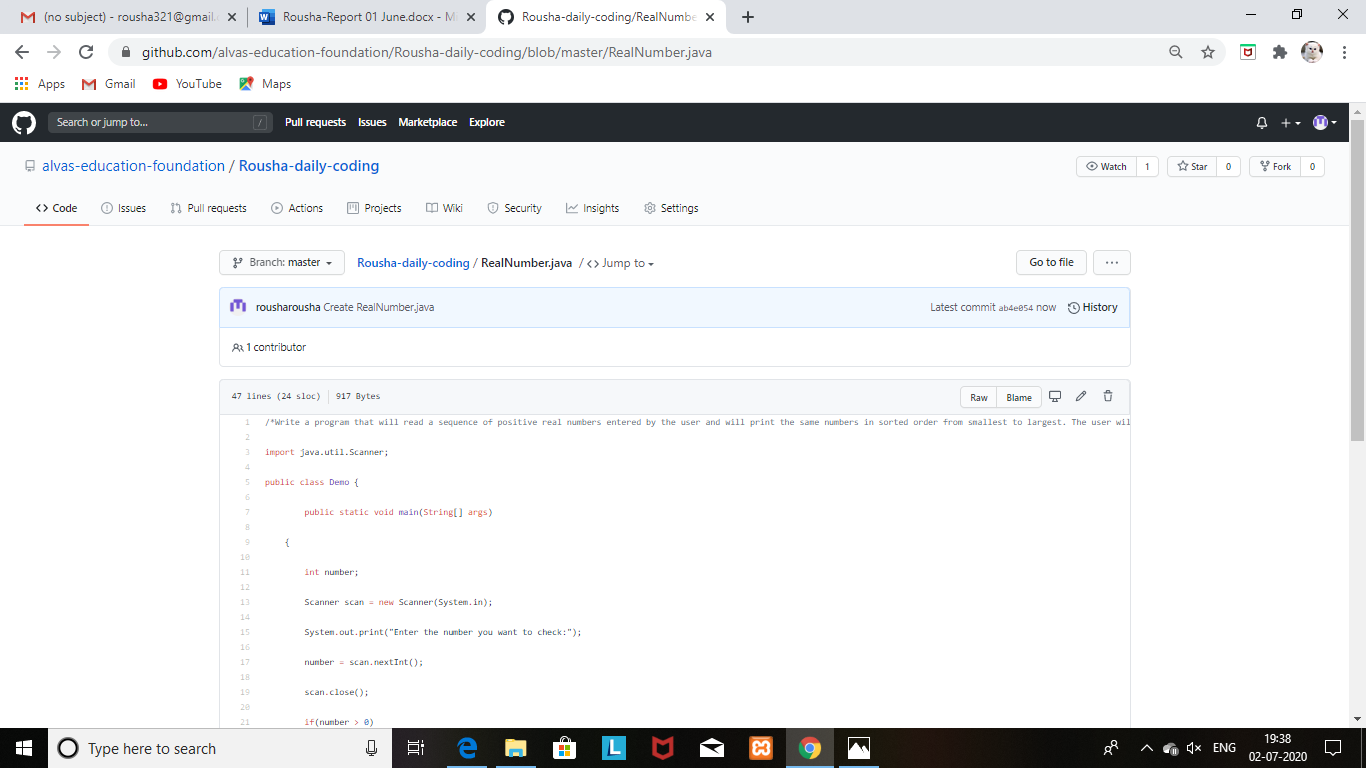 (no subject) - rousha321@gmail.
Rousha-Report 01 June.docx - Mi
Rousha-daily-coding/RealNumbe
github.com/alvas-education-foundation/Rousha-daily-coding/blob/master/RealNumber.java
Apps Gmail YouTube Maps
Search or jump to... /
Pull requests Issues Marketplace Explore
alvas-education-foundation / Rousha-daily-coding
Watch 1 Star 0 Fork 0
Code Issues Pull requests Actions Projects Wiki Security Insights Settings
Branch: master Rousha-daily-coding / RealNumber.java / <> Jump to Go to file ...
rousharousha Create RealNumber.java Latest commit ab4e054 now History
1 contributor
47 lines (24 sloc) 917 Bytes Raw Blame
1 /*Write a program that will read a sequence of positive real numbers entered by the user and will print the same numbers in sorted order from smallest to largest. The user wil
2
3 import java.util.Scanner;
4
5 public class Demo {
6
7 public static void main(String[] args)
8
9 {
10
11 int number;
12
13 Scanner scan = new Scanner(System.in);
14
15 System.out.print("Enter the number you want to check:");
16
17 number = scan.nextInt();
18
19 scan.close();
20
21 if(number > 0)
Type here to search
ENG
19:38
02-07-2020